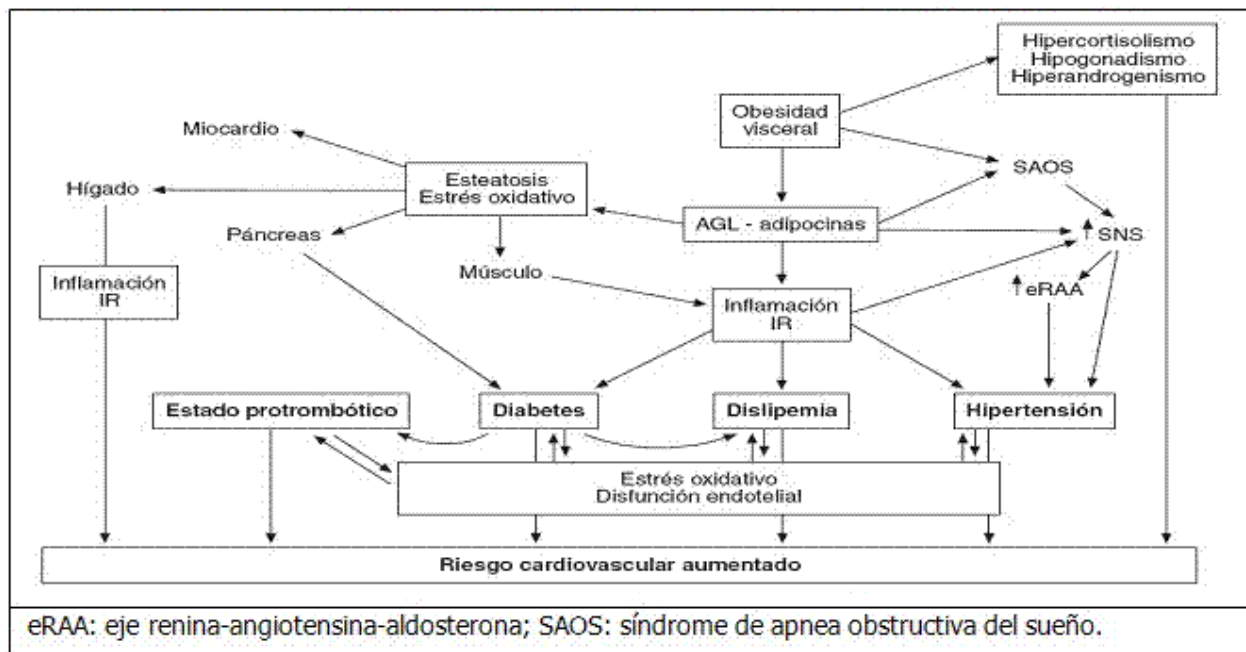 Hipercortisolismo
Hipogonadismo
Hiperandrogenismo
Obesidad
visceral
Miocardio
SAOS
Esteatosis
Estrés oxidativo
Hígado
AGL - adipocinas
↑ SNS
Páncreas
Músculo
Inflamación
IR
↑eRAA
Inflamación
IR
Estado protrombótico
Diabetes
Dislipemia
Hipertensión
Estrés oxidativo
Disfunción endotelial
Riesgo cardiovascular aumentado
eRAA: eje renina-angiotensina-aldosterona; SAOS: síndrome de apnea obstructiva del sueño.